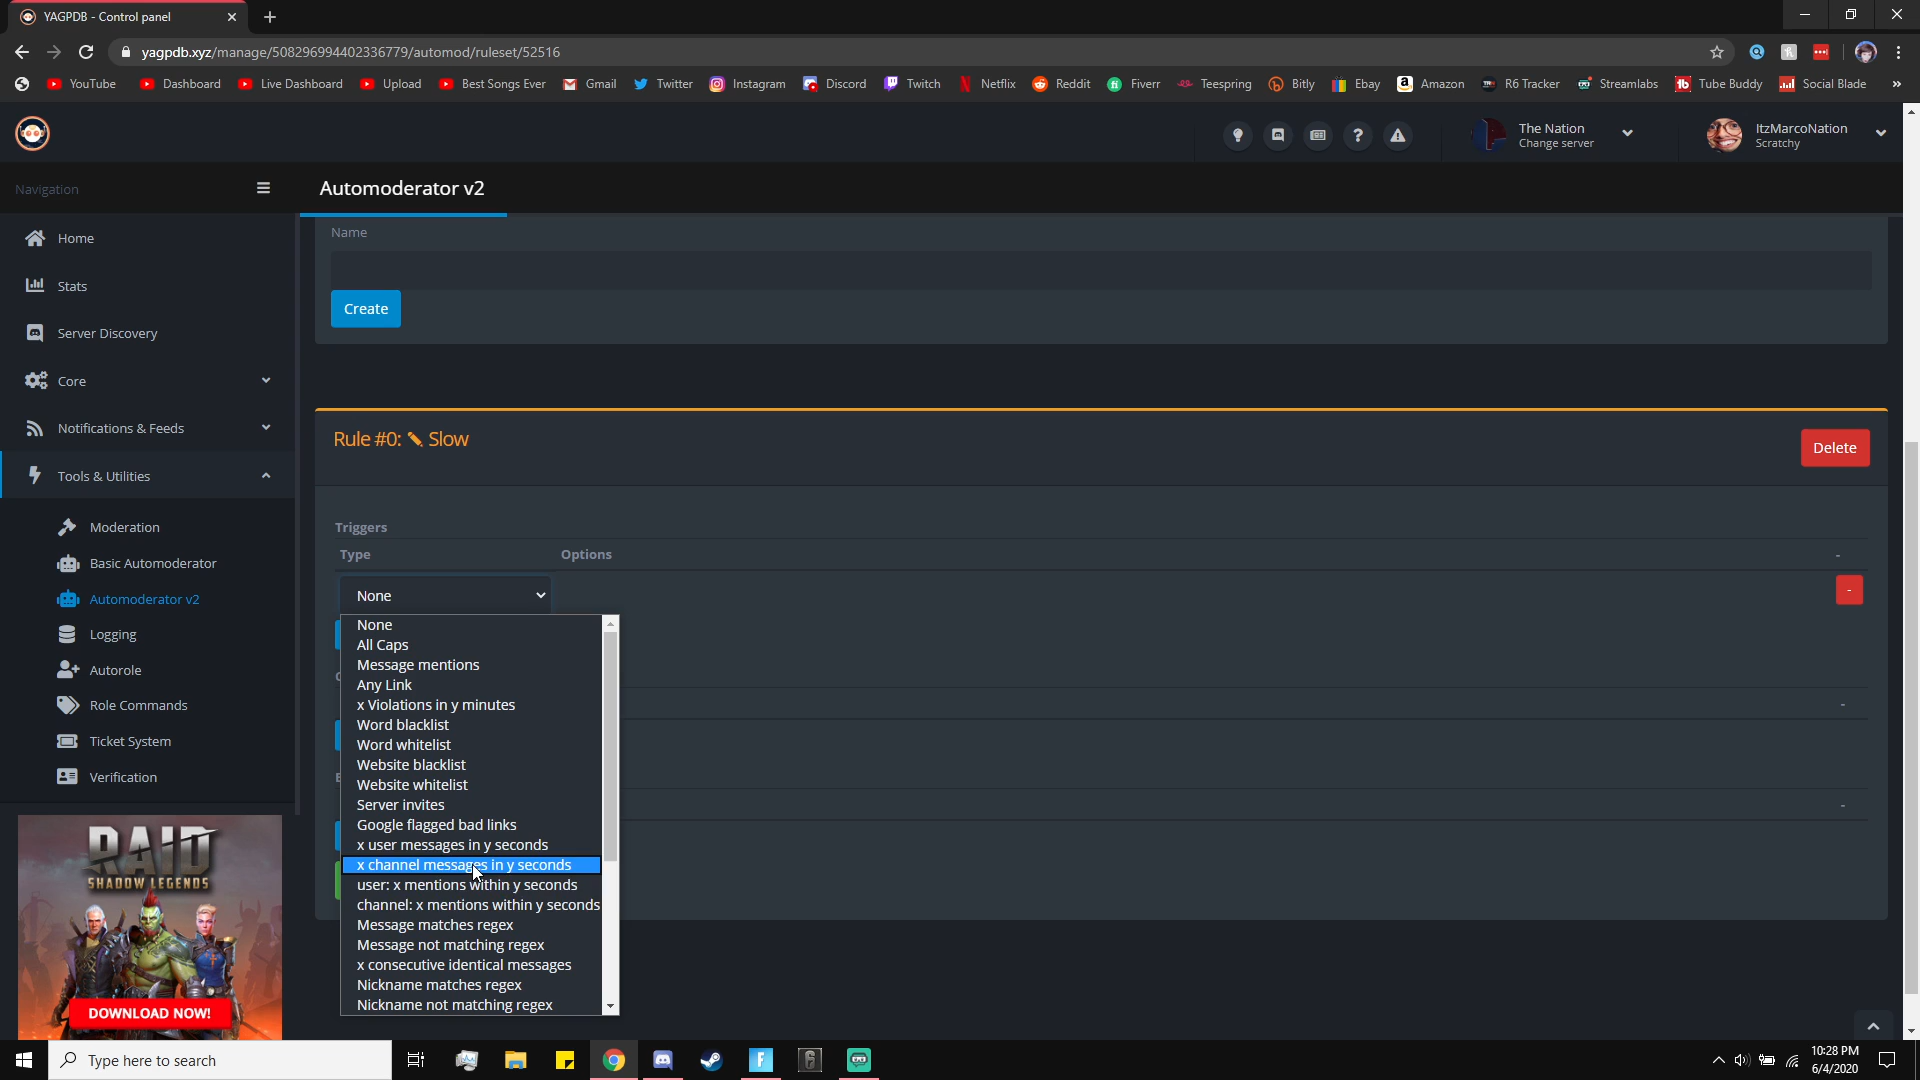 YAGPDB - Control panel
yagpdb.xyz/manage/508296994402336779/automod/ruleset/52516
YouTube Dashboard Live Dashboard Upload Best Songs Ever Gmail Twitter Instagram Discord Twitch Netflix Reddit Fiverr Teespring Bitly Ebay Amazon R6 Tracker Streamlabs Tube Buddy Social Blade »
The Nation
Change server
ItzMarcoNation
Scratchy
Navigation
Automoderator v2
Home
Stats
Server Discovery
Core
Notifications & Feeds
Tools & Utilities
Moderation
Basic Automoderator
Automoderator v2
Logging
Autorole
Role Commands
Ticket System
Verification
RAID
SHADOW LEGENDS
DOWNLOAD NOW!
Name
Create
Rule #0: Slow
Delete
Triggers
Type Options -
None
-
None
All Caps
Message mentions
Any Link
x Violations in y minutes
Word blacklist
Word whitelist
Website blacklist
Website whitelist
Server invites
Google flagged bad links
x user messages in y seconds
x channel messages in y seconds
user: x mentions within y seconds
channel: x mentions within y seconds
Message matches regex
Message not matching regex
x consecutive identical messages
Nickname matches regex
Nickname not matching regex
-
-
Type here to search
10:28 PM
6/4/2020